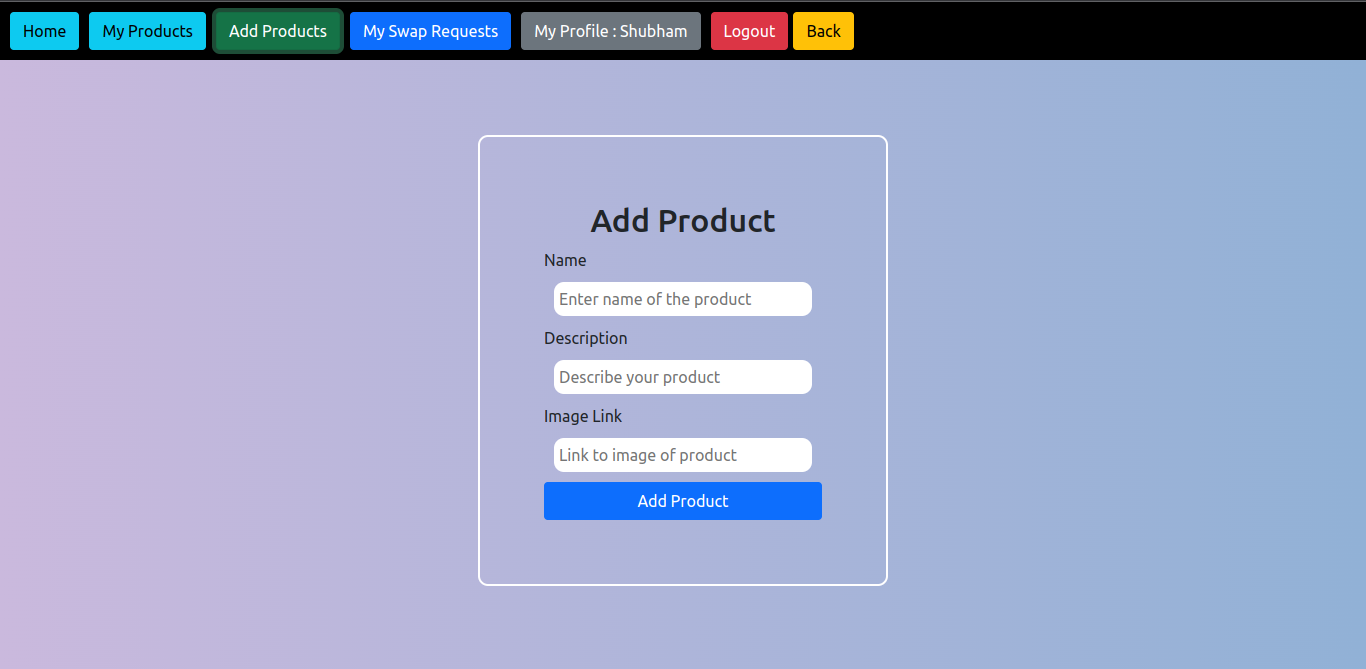 Home My Products Add Products My Swap Requests My Profile : Shubham Logout Back
Add Product
Name
Enter name of the product
Description
Describe your product
Image Link
Link to image of product
Add Product